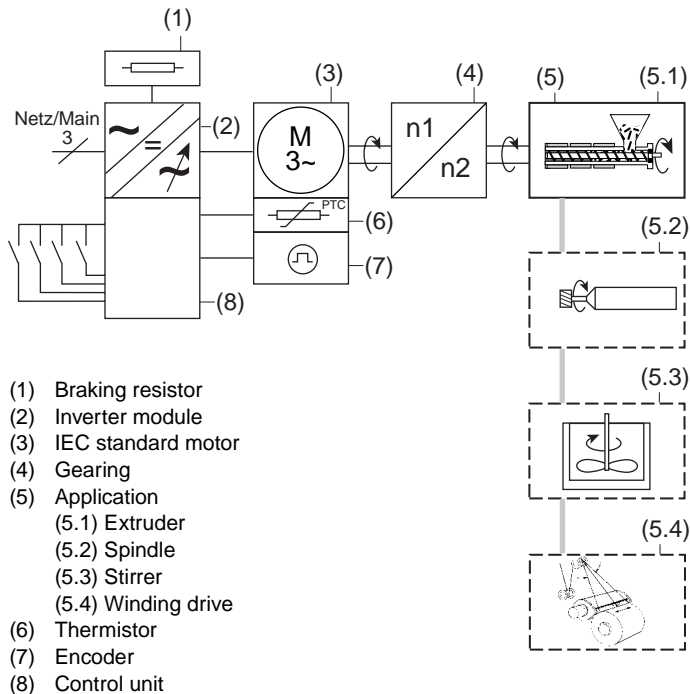 (1)
(3)
(4)
(5)
(5.1)
Netz/Main
3
(2)
M
3~
n1
n2
PTC
(6)
(7)
(8)
(5.2)
(5.3)
(5.4)
(1) Braking resistor
(2) Inverter module
(3) IEC standard motor
(4) Gearing
(5) Application
(5.1) Extruder
(5.2) Spindle
(5.3) Stirrer
(5.4) Winding drive
(6) Thermistor
(7) Encoder
(8) Control unit